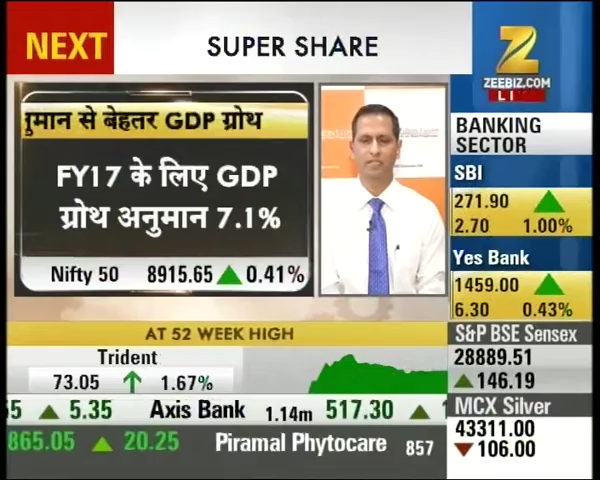 NEXT
SUPER SHARE
ZEEBIZ.COM
नुमान से बेहतर GDP ग्रोथ
FY17 के लिए GDP
ग्रोथ अनुमान 7.1%
Nifty 50 8915.65 0.41%
BANKING
SECTOR
SBI
271.90
2.70 1.00%
Yes Bank
1459.00
6.30 0.43%
AT 52 WEEK HIGH
Trident
73.05 1.67%
S&P BSE Sensex
28889.51
146.19
MCX Silver
43311.00
106.00
5.35 Axis Bank 1.14m 517.30
865.05 20.25 Piramal Phytocare 857